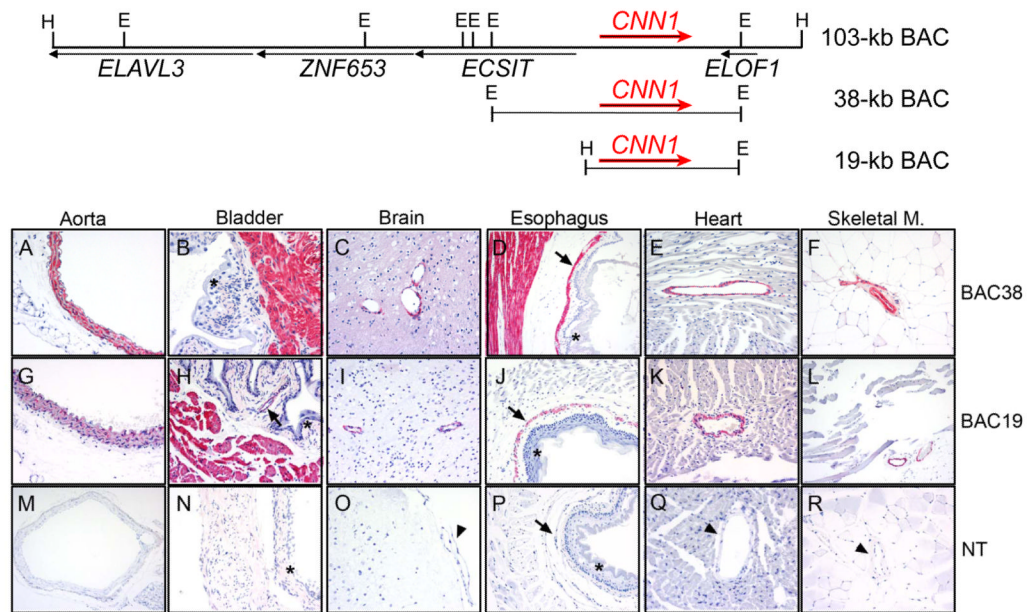 H E E E E E CNN1 E H 103-kb BAC
ELAVL3 ZNF653 ECSIT ELOF1
E CNN1 E 38-kb BAC
H CNN1 E 19-kb BAC
Aorta Bladder Brain Esophagus Heart Skeletal M.
A B * C D * E F BAC38
G H * I J * K L BAC19
M N * O P * Q R NT